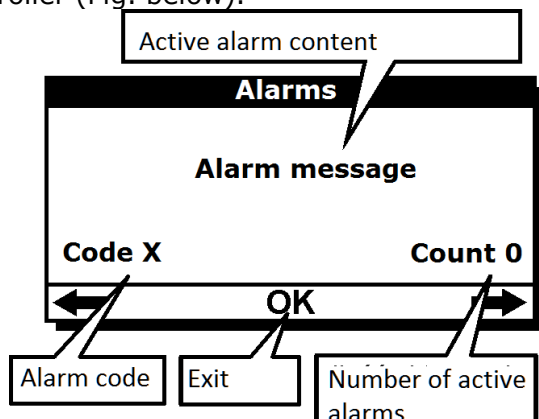 roller (Fig. below).
Active alarm content
Alarms
Alarm message
Code X
Count 0
OK
Alarm code
Exit
Number of active
alarms